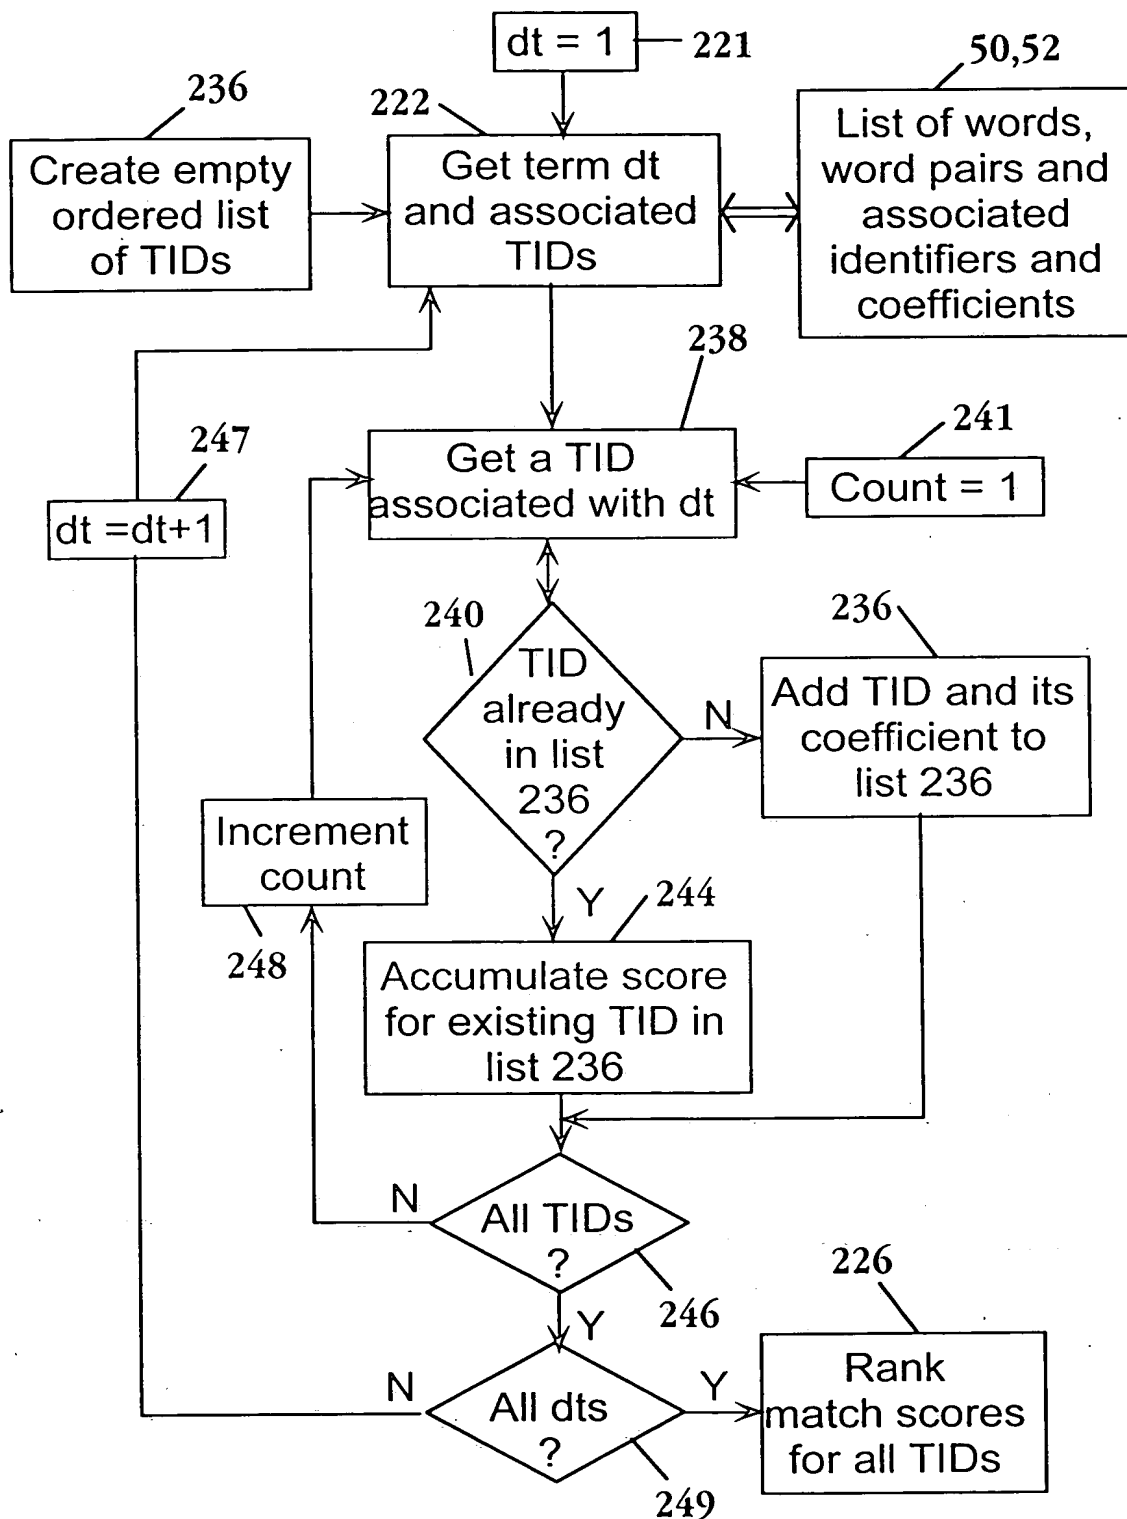 dt = 1
221
50,52
236
222
List of words,
word pairs and
associated
identifiers and
coefficients
Create empty
ordered list
of TIDs
Get term dt
and associated
TIDs
238
247
241
Get a TID
associated with dt
Count = 1
dt =dt+1
240
236
TID
already
in list
236
?
N
Add TID and its
coefficient to
list 236
Increment
count
Y
244
248
Accumulate score
for existing TID in
list 236
N
All TIDs
?
246
226
Y
N
All dts
?
Y
Rank
match scores
for all TIDs
249